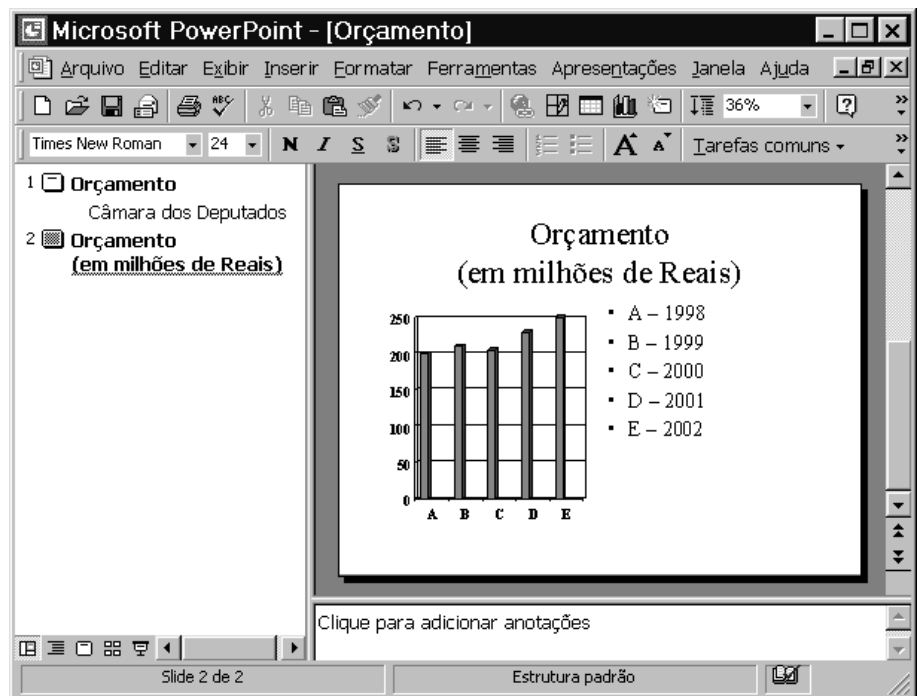 Microsoft PowerPoint - [Orçamento]
Arquivo Editar Exibir Inserir Formatar Ferramentas Apresentações Janela Ajuda
36%
Times New Roman 24 N I S S A A Tarefas comuns
1 Orçamento
Câmara dos Deputados
2 Orçamento
(em milhões de Reais)
Orçamento
(em milhões de Reais)
250
200
150
100
50
0
A B C D E
▪ A – 1998
▪ B – 1999
▪ C – 2000
▪ D – 2001
▪ E – 2002
Clique para adicionar anotações
Slide 2 de 2 Estrutura padrão